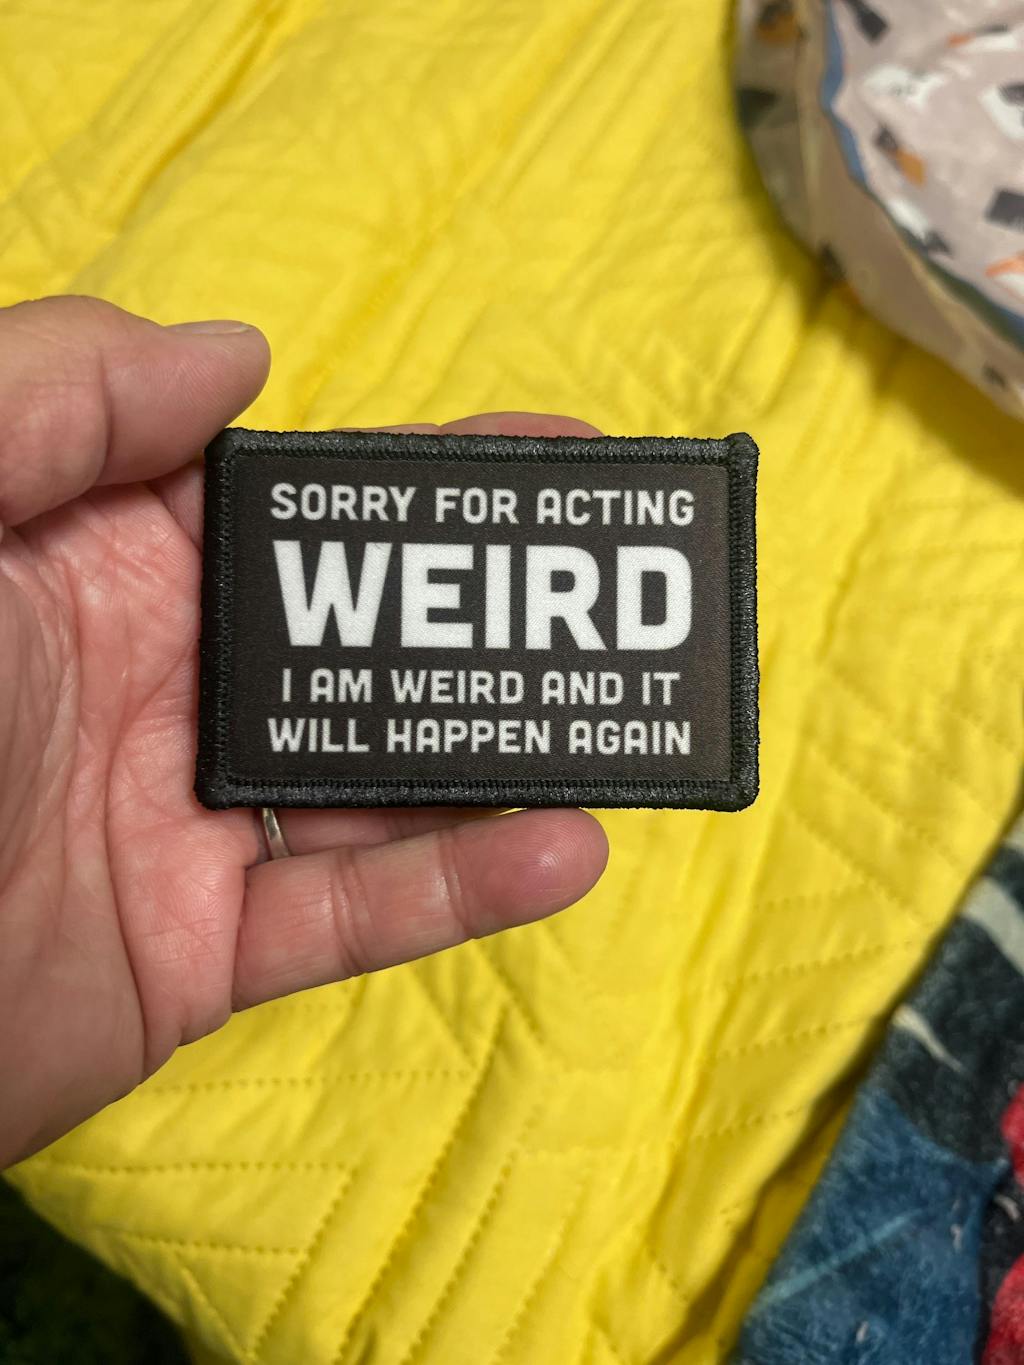 SORRY FOR ACTING
WEIRD
I AM WEIRD AND IT
WILL HAPPEN AGAIN